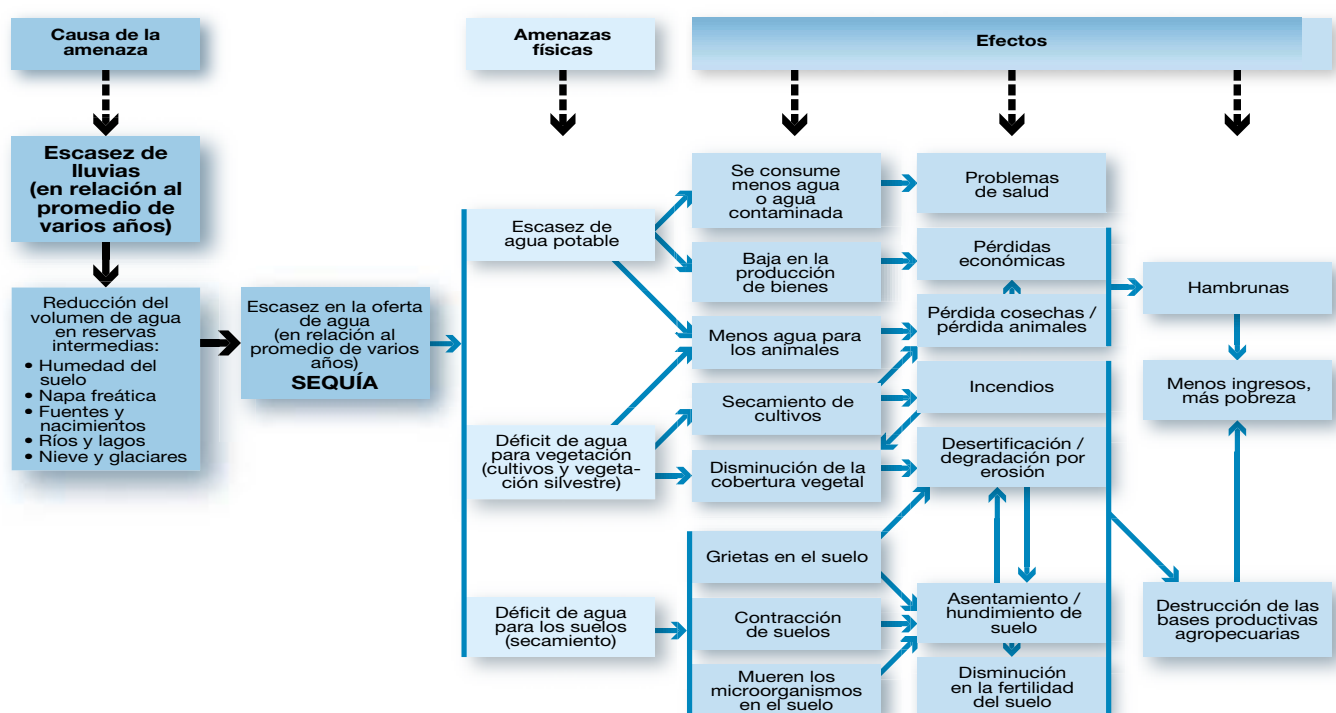 Causa de la
amenaza
Amenazas
físicas
Efectos
Escasez de
lluvias
(en relación al
promedio de
varios años)
Reducción del
volumen de agua
en reservas
intermedias:
• Humedad del
suelo
• Napa freática
• Fuentes y
nacimientos
• Ríos y lagos
• Nieve y glaciares
Escasez en la oferta
de agua
(en relación al
promedio de varios
años)
SEQUÍA
Escasez de
agua potable
Déficit de agua
para vegetación
(cultivos y vegeta-
ción silvestre)
Déficit de agua
para los suelos
(secamiento)
Se consume
menos agua
o agua
contaminada
Baja en la
producción
de bienes
Menos agua para
los animales
Secamiento de
cultivos
Disminución de la
cobertura vegetal
Grietas en el suelo
Contracción
de suelos
Mueren los
microorganismos
en el suelo
Problemas
de salud
Pérdidas
económicas
Pérdida cosechas /
pérdida animales
Incendios
Desertificación /
degradación por
erosión
Asentamiento /
hundimiento de
suelo
Disminución
en la fertilidad
del suelo
Hambrunas
Menos ingresos,
más pobreza
Destrucción de las
bases productivas
agropecuarias